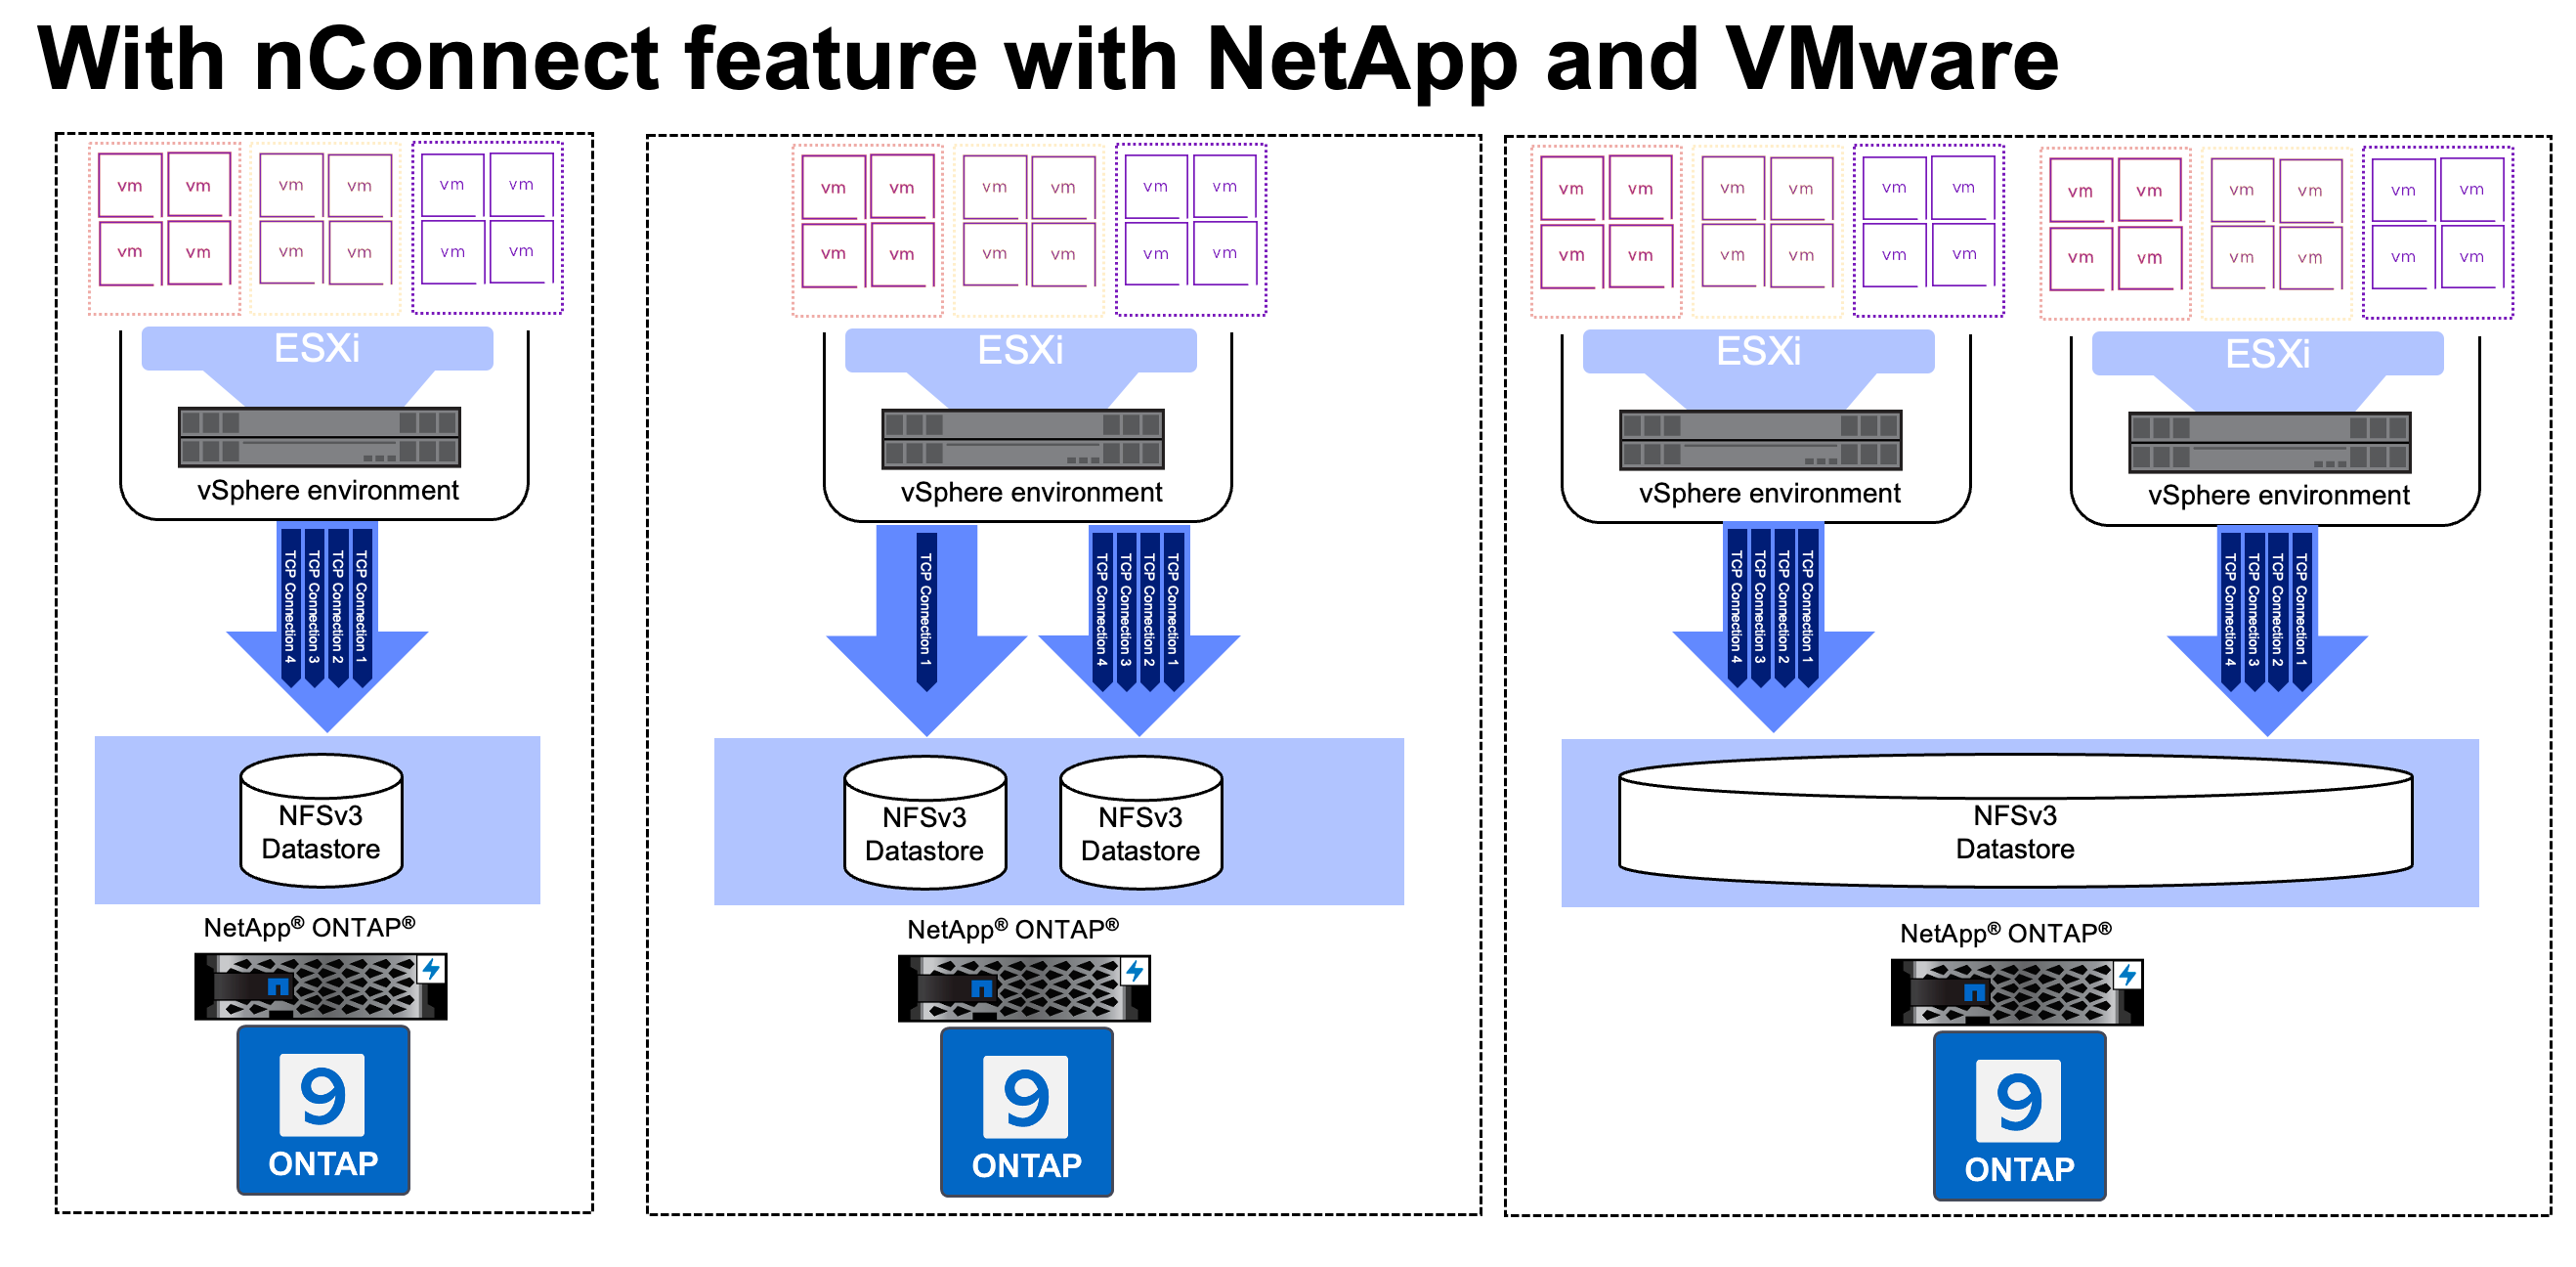 With nConnect feature with NetApp and VMware
vm vm vm vm vm vm
vm vm vm vm vm vm
ESXi
vSphere environment
TCP Connection 4
TCP Connection 3
TCP Connection 2
TCP Connection 1
NFSv3
Datastore
NetApp® ONTAP®
9
ONTAP
vm vm vm vm vm vm
vm vm vm vm vm vm
ESXi
vSphere environment
TCP Connection 1
TCP Connection 4
TCP Connection 3
TCP Connection 2
TCP Connection 1
NFSv3
Datastore
NFSv3
Datastore
NetApp® ONTAP®
9
ONTAP
vm vm vm vm vm vm
vm vm vm vm vm vm
ESXi
vSphere environment
TCP Connection 4
TCP Connection 3
TCP Connection 2
TCP Connection 1
vm vm vm vm vm vm
vm vm vm vm vm vm
ESXi
vSphere environment
TCP Connection 4
TCP Connection 3
TCP Connection 2
TCP Connection 1
NFSv3
Datastore
NetApp® ONTAP®
9
ONTAP